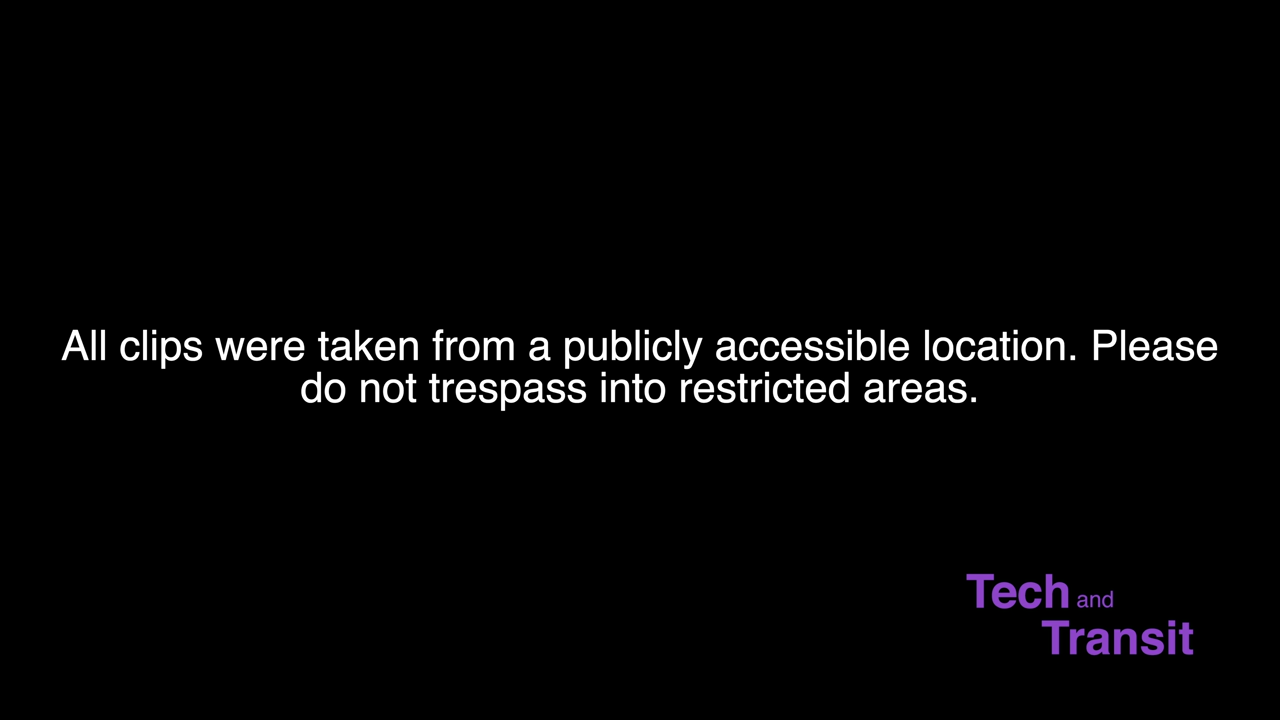 All clips were taken from a publicly accessible location. Please
do not trespass into restricted areas.
Tech and
Transit